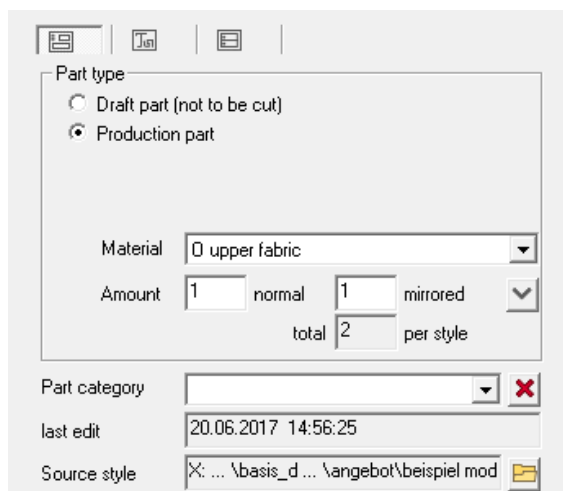 Part type
Draft part (not to be cut)
Production part
Material O upper fabric
Amount 1 normal 1 mirrored
total 2 per style
Part category
last edit 20.06.2017 14:56:25
Source style X: ... \basis_d ... \angebot\beispiel mod